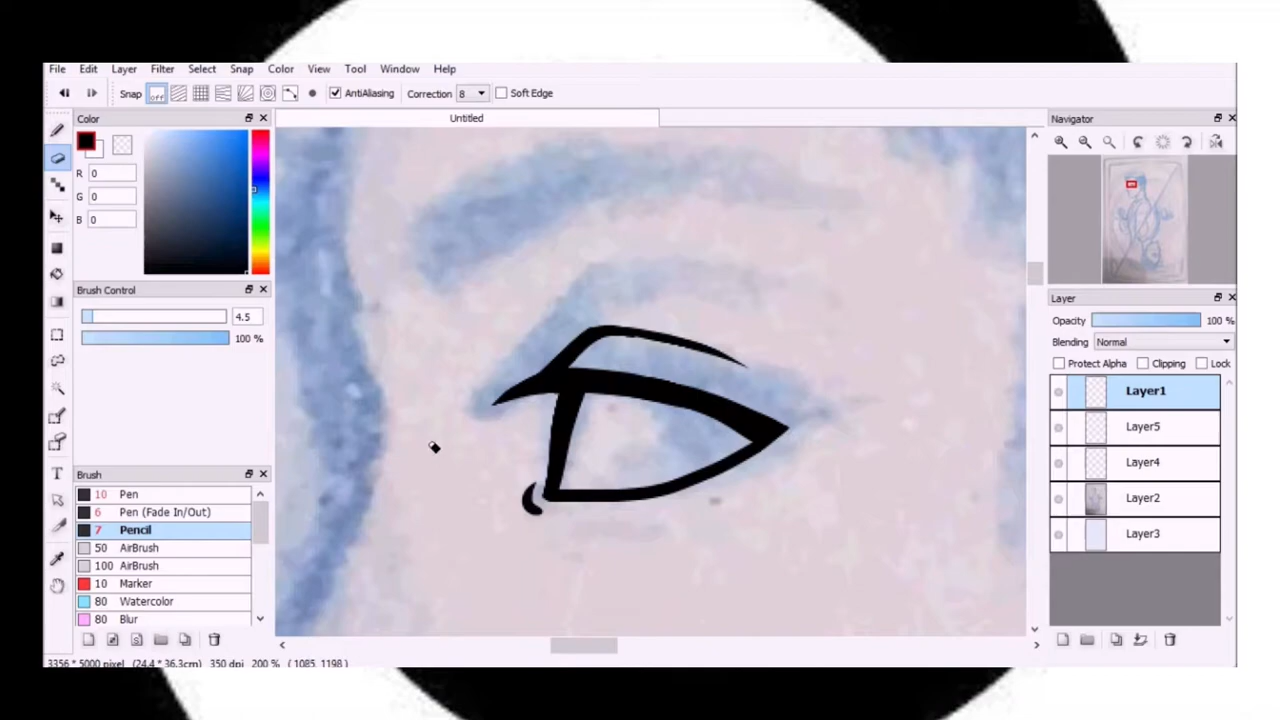 File Edit Layer Filter Select Snap Color View Tool Window Help
Snap off AntiAliasing Correction 8 Soft Edge
Color
R 0
G 0
B 0
Brush Control
4.5
100 %
Brush
10 Pen
6 Pen (Fade In/Out)
7 Pencil
50 AirBrush
100 AirBrush
10 Marker
80 Watercolor
80 Blur
T
Untitled
Navigator
Layer
Opacity 100 %
Blending Normal
Protect Alpha Clipping Lock
Layer1
Layer5
Layer4
Layer2
Layer3
3356 * 5000 pixel (24.4 * 36.3cm) 350 dpi 200 % ( 1085, 1198 )